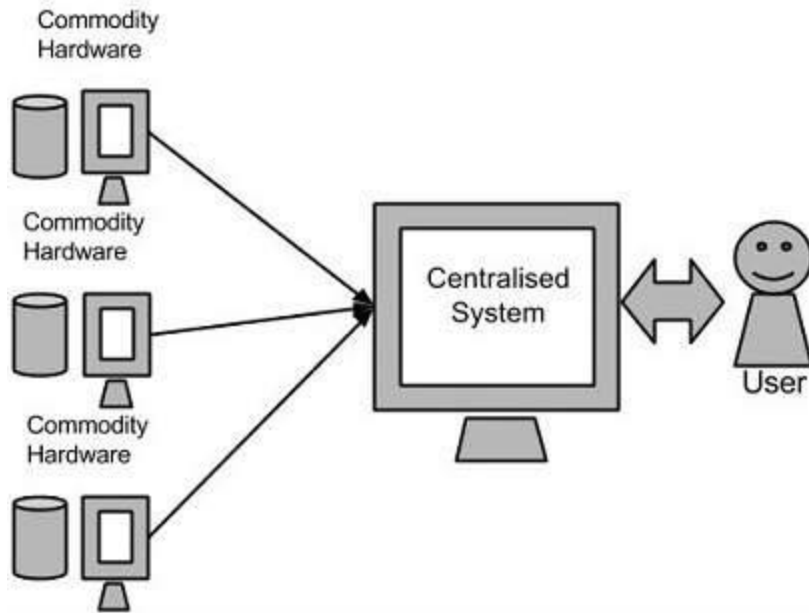 Commodity
Hardware
Commodity
Hardware
Commodity
Hardware
Centralised
System
User